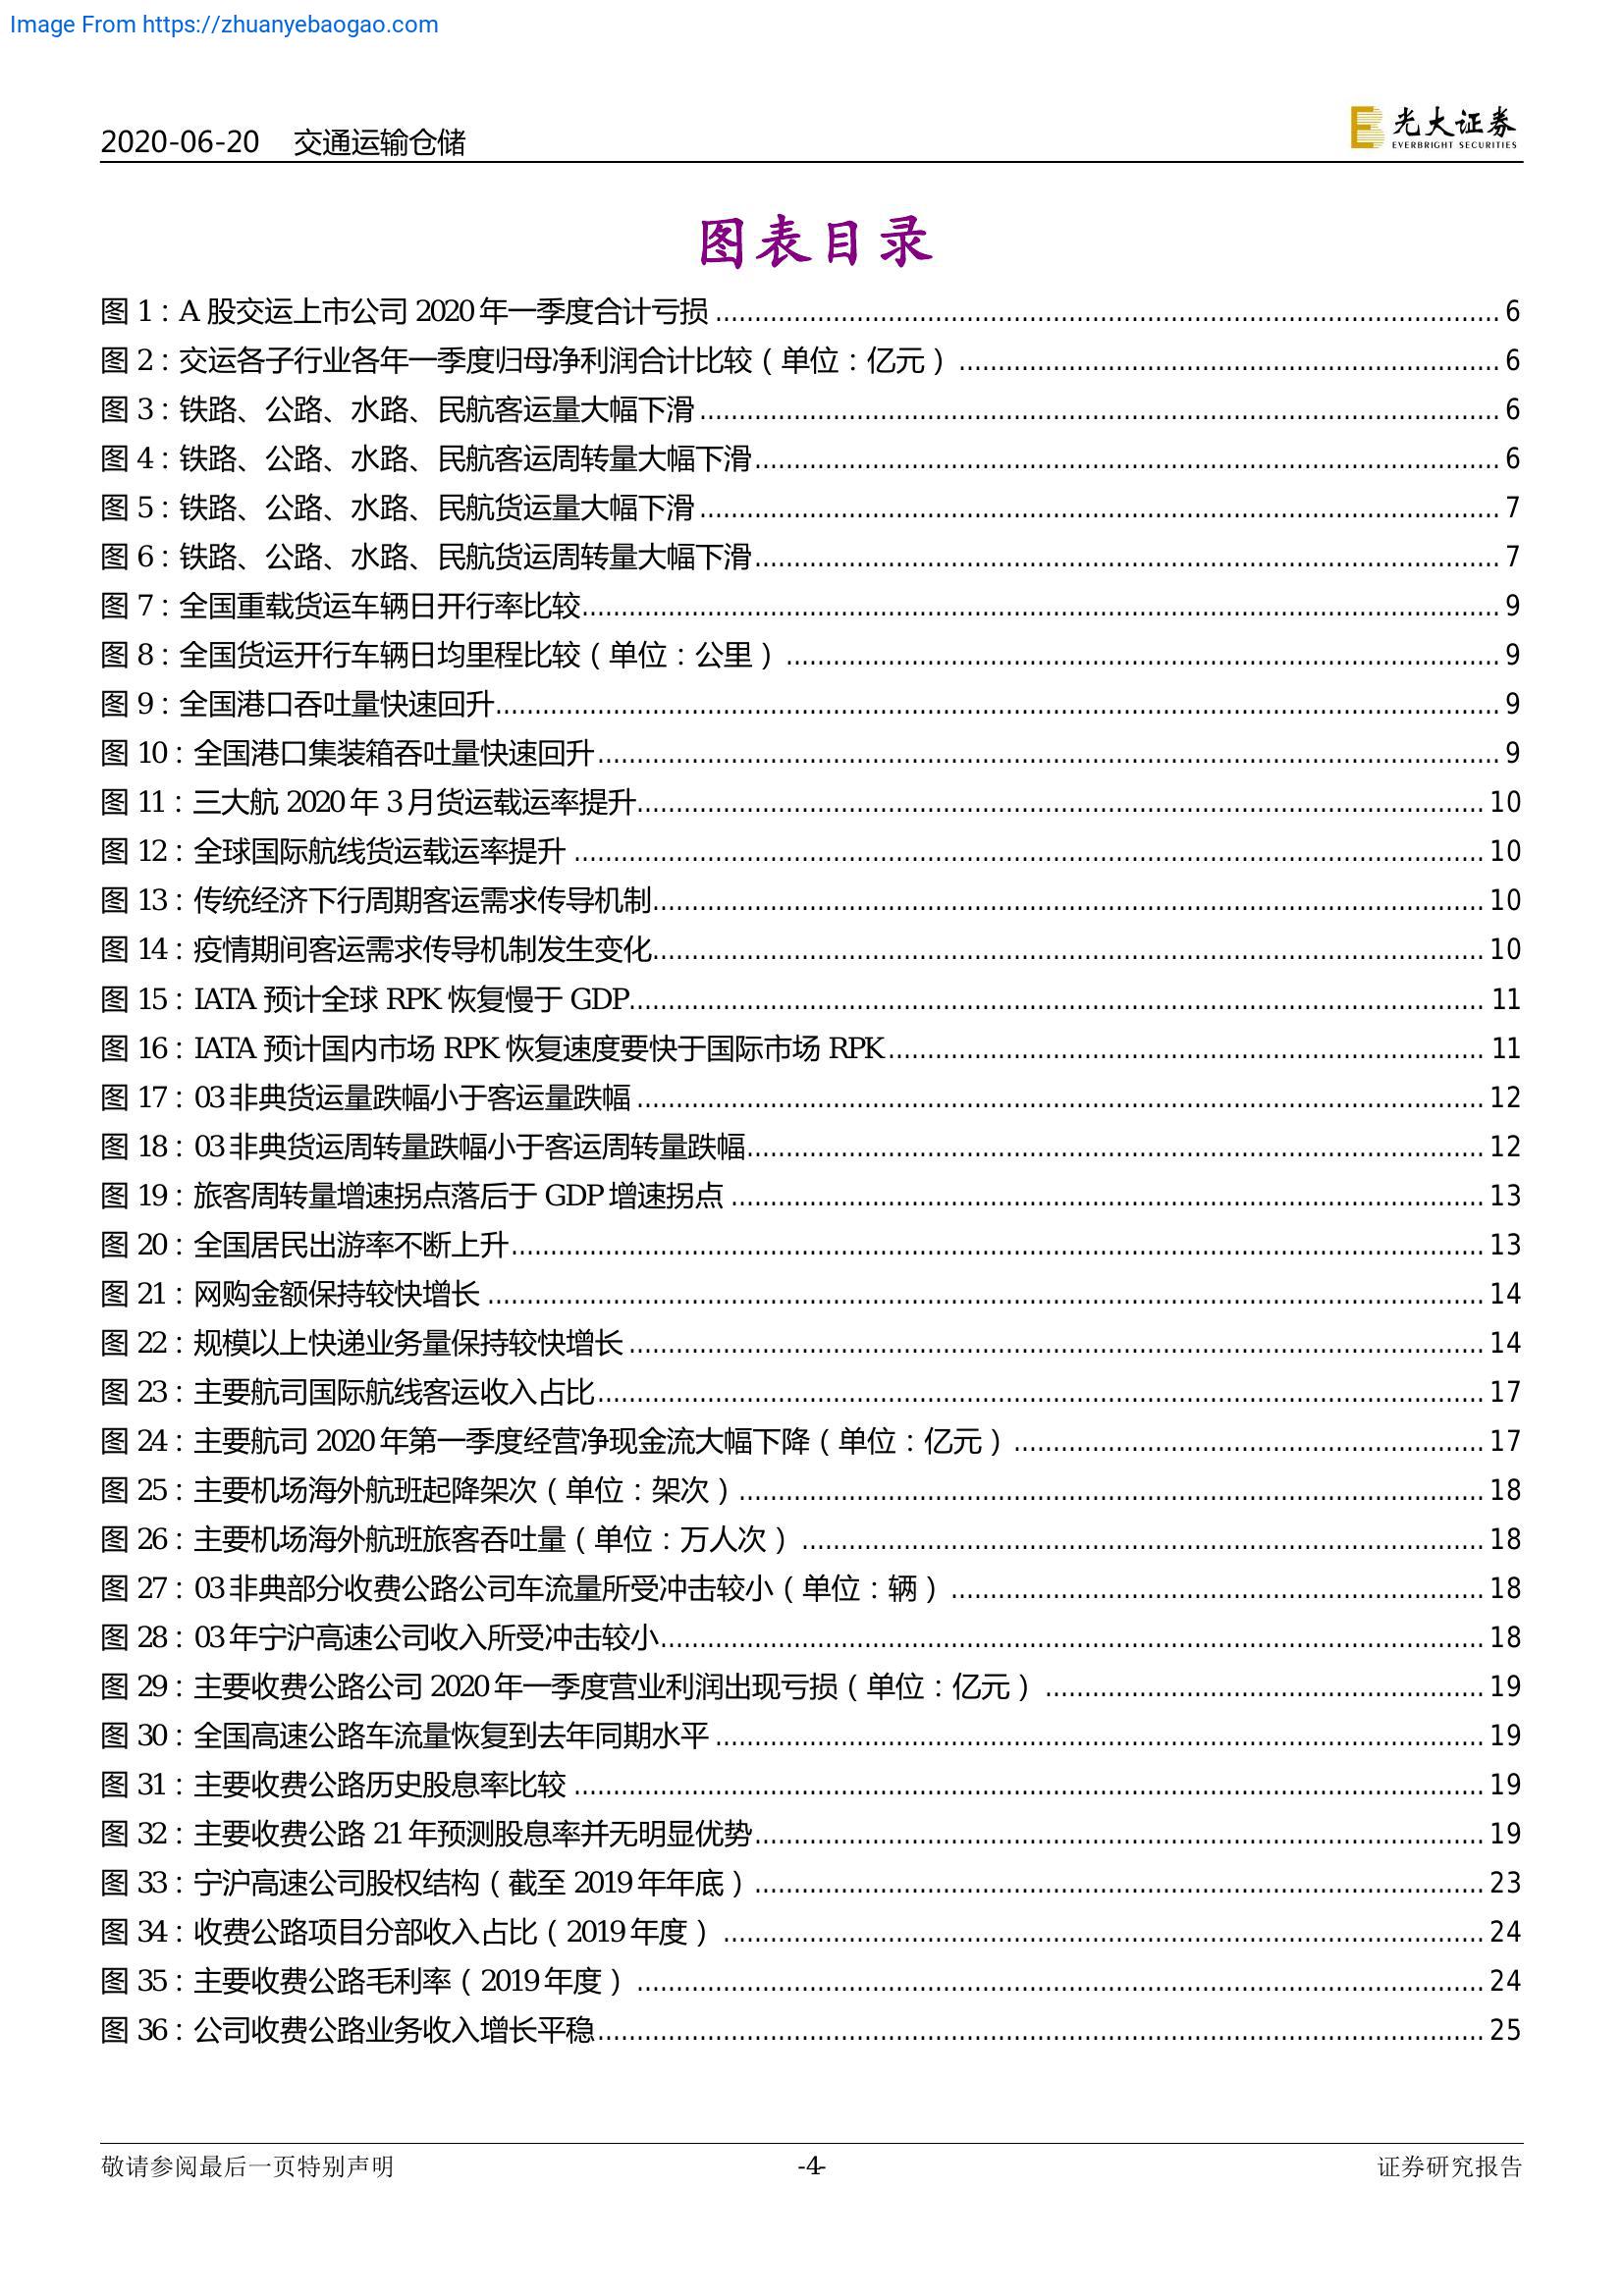 Image From https://zhuanyebaogao.com
2020-06-20 交通运输仓储
光大证券
EVERBRIGHT SECURITIES
图表目录
图 1：A 股交运上市公司 2020 年一季度合计亏损 ........ 6
图 2：交运各子行业各年一季度归母净利润合计比较（单位：亿元） ........ 6
图 3：铁路、公路、水路、民航客运量大幅下滑 ........ 6
图 4：铁路、公路、水路、民航客运周转量大幅下滑 ........ 6
图 5：铁路、公路、水路、民航货运量大幅下滑 ........ 7
图 6：铁路、公路、水路、民航货运周转量大幅下滑 ........ 7
图 7：全国重载货运车辆日开行率比较 ........ 9
图 8：全国货运开行车辆日均里程比较（单位：公里） ........ 9
图 9：全国港口吞吐量快速回升 ........ 9
图 10：全国港口集装箱吞吐量快速回升 ........ 9
图 11：三大航 2020 年 3 月货运载运率提升 ........ 10
图 12：全球国际航线货运载运率提升 ........ 10
图 13：传统经济下行周期客运需求传导机制 ........ 10
图 14：疫情期间客运需求传导机制发生变化 ........ 10
图 15：IATA 预计全球 RPK 恢复慢于 GDP ........ 11
图 16：IATA 预计国内市场 RPK 恢复速度要快于国际市场 RPK ........ 11
图 17：03 非典货运量跌幅小于客运量跌幅 ........ 12
图 18：03 非典货运周转量跌幅小于客运周转量跌幅 ........ 12
图 19：旅客周转量增速拐点落后于 GDP 增速拐点 ........ 13
图 20：全国居民出游率不断上升 ........ 13
图 21：网购金额保持较快增长 ........ 14
图 22：规模以上快递业务量保持较快增长 ........ 14
图 23：主要航司国际航线客运收入占比 ........ 17
图 24：主要航司 2020 年第一季度经营净现金流大幅下降（单位：亿元） ........ 17
图 25：主要机场海外航班起降架次（单位：架次） ........ 18
图 26：主要机场海外航班旅客吞吐量（单位：万人次） ........ 18
图 27：03 非典部分收费公路公司车流量所受冲击较小（单位：辆） ........ 18
图 28：03 年宁沪高速公司收入所受冲击较小 ........ 18
图 29：主要收费公路公司 2020 年一季度营业利润出现亏损（单位：亿元） ........ 19
图 30：全国高速公路车流量恢复到去年同期水平 ........ 19
图 31：主要收费公路历史股息率比较 ........ 19
图 32：主要收费公路 21 年预测股息率并无明显优势 ........ 19
图 33：宁沪高速公司股权结构（截至 2019 年年底） ........ 23
图 34：收费公路项目分部收入占比（2019 年度） ........ 24
图 35：主要收费公路毛利率（2019 年度） ........ 24
图 36：公司收费公路业务收入增长平稳 ........ 25
敬请参阅最后一页特别声明 -4- 证券研究报告